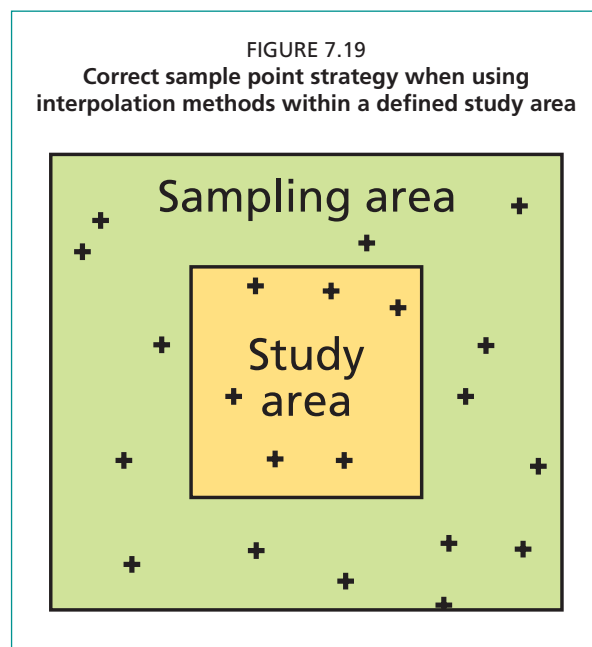 FIGURE 7.19
Correct sample point strategy when using
interpolation methods within a defined study area
Sampling area
Study
area